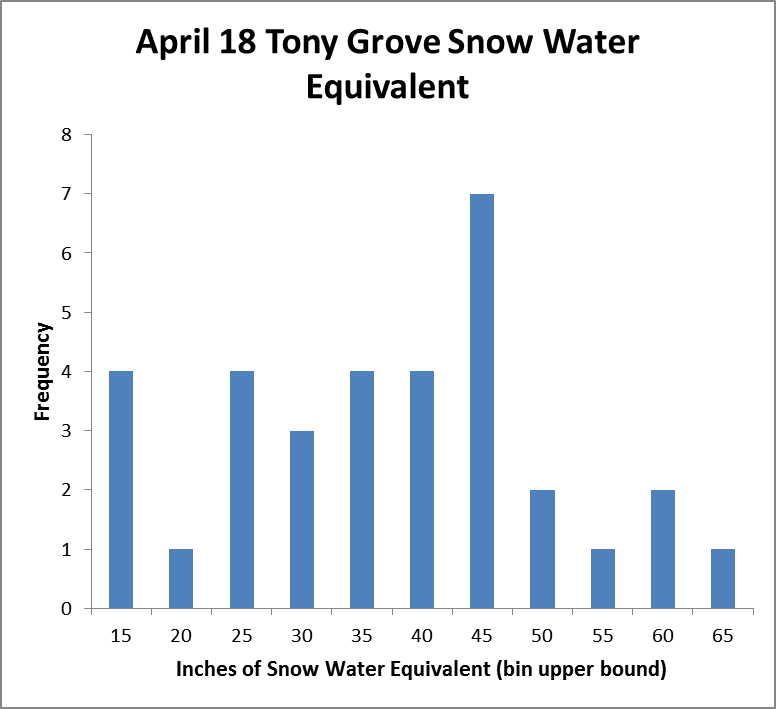 April 18 Tony Grove Snow Water
Equivalent
8
7
6
5
4
3
2
1
0
Frequency
15 20 25 30 35 40 45 50 55 60 65
Inches of Snow Water Equivalent (bin upper bound)